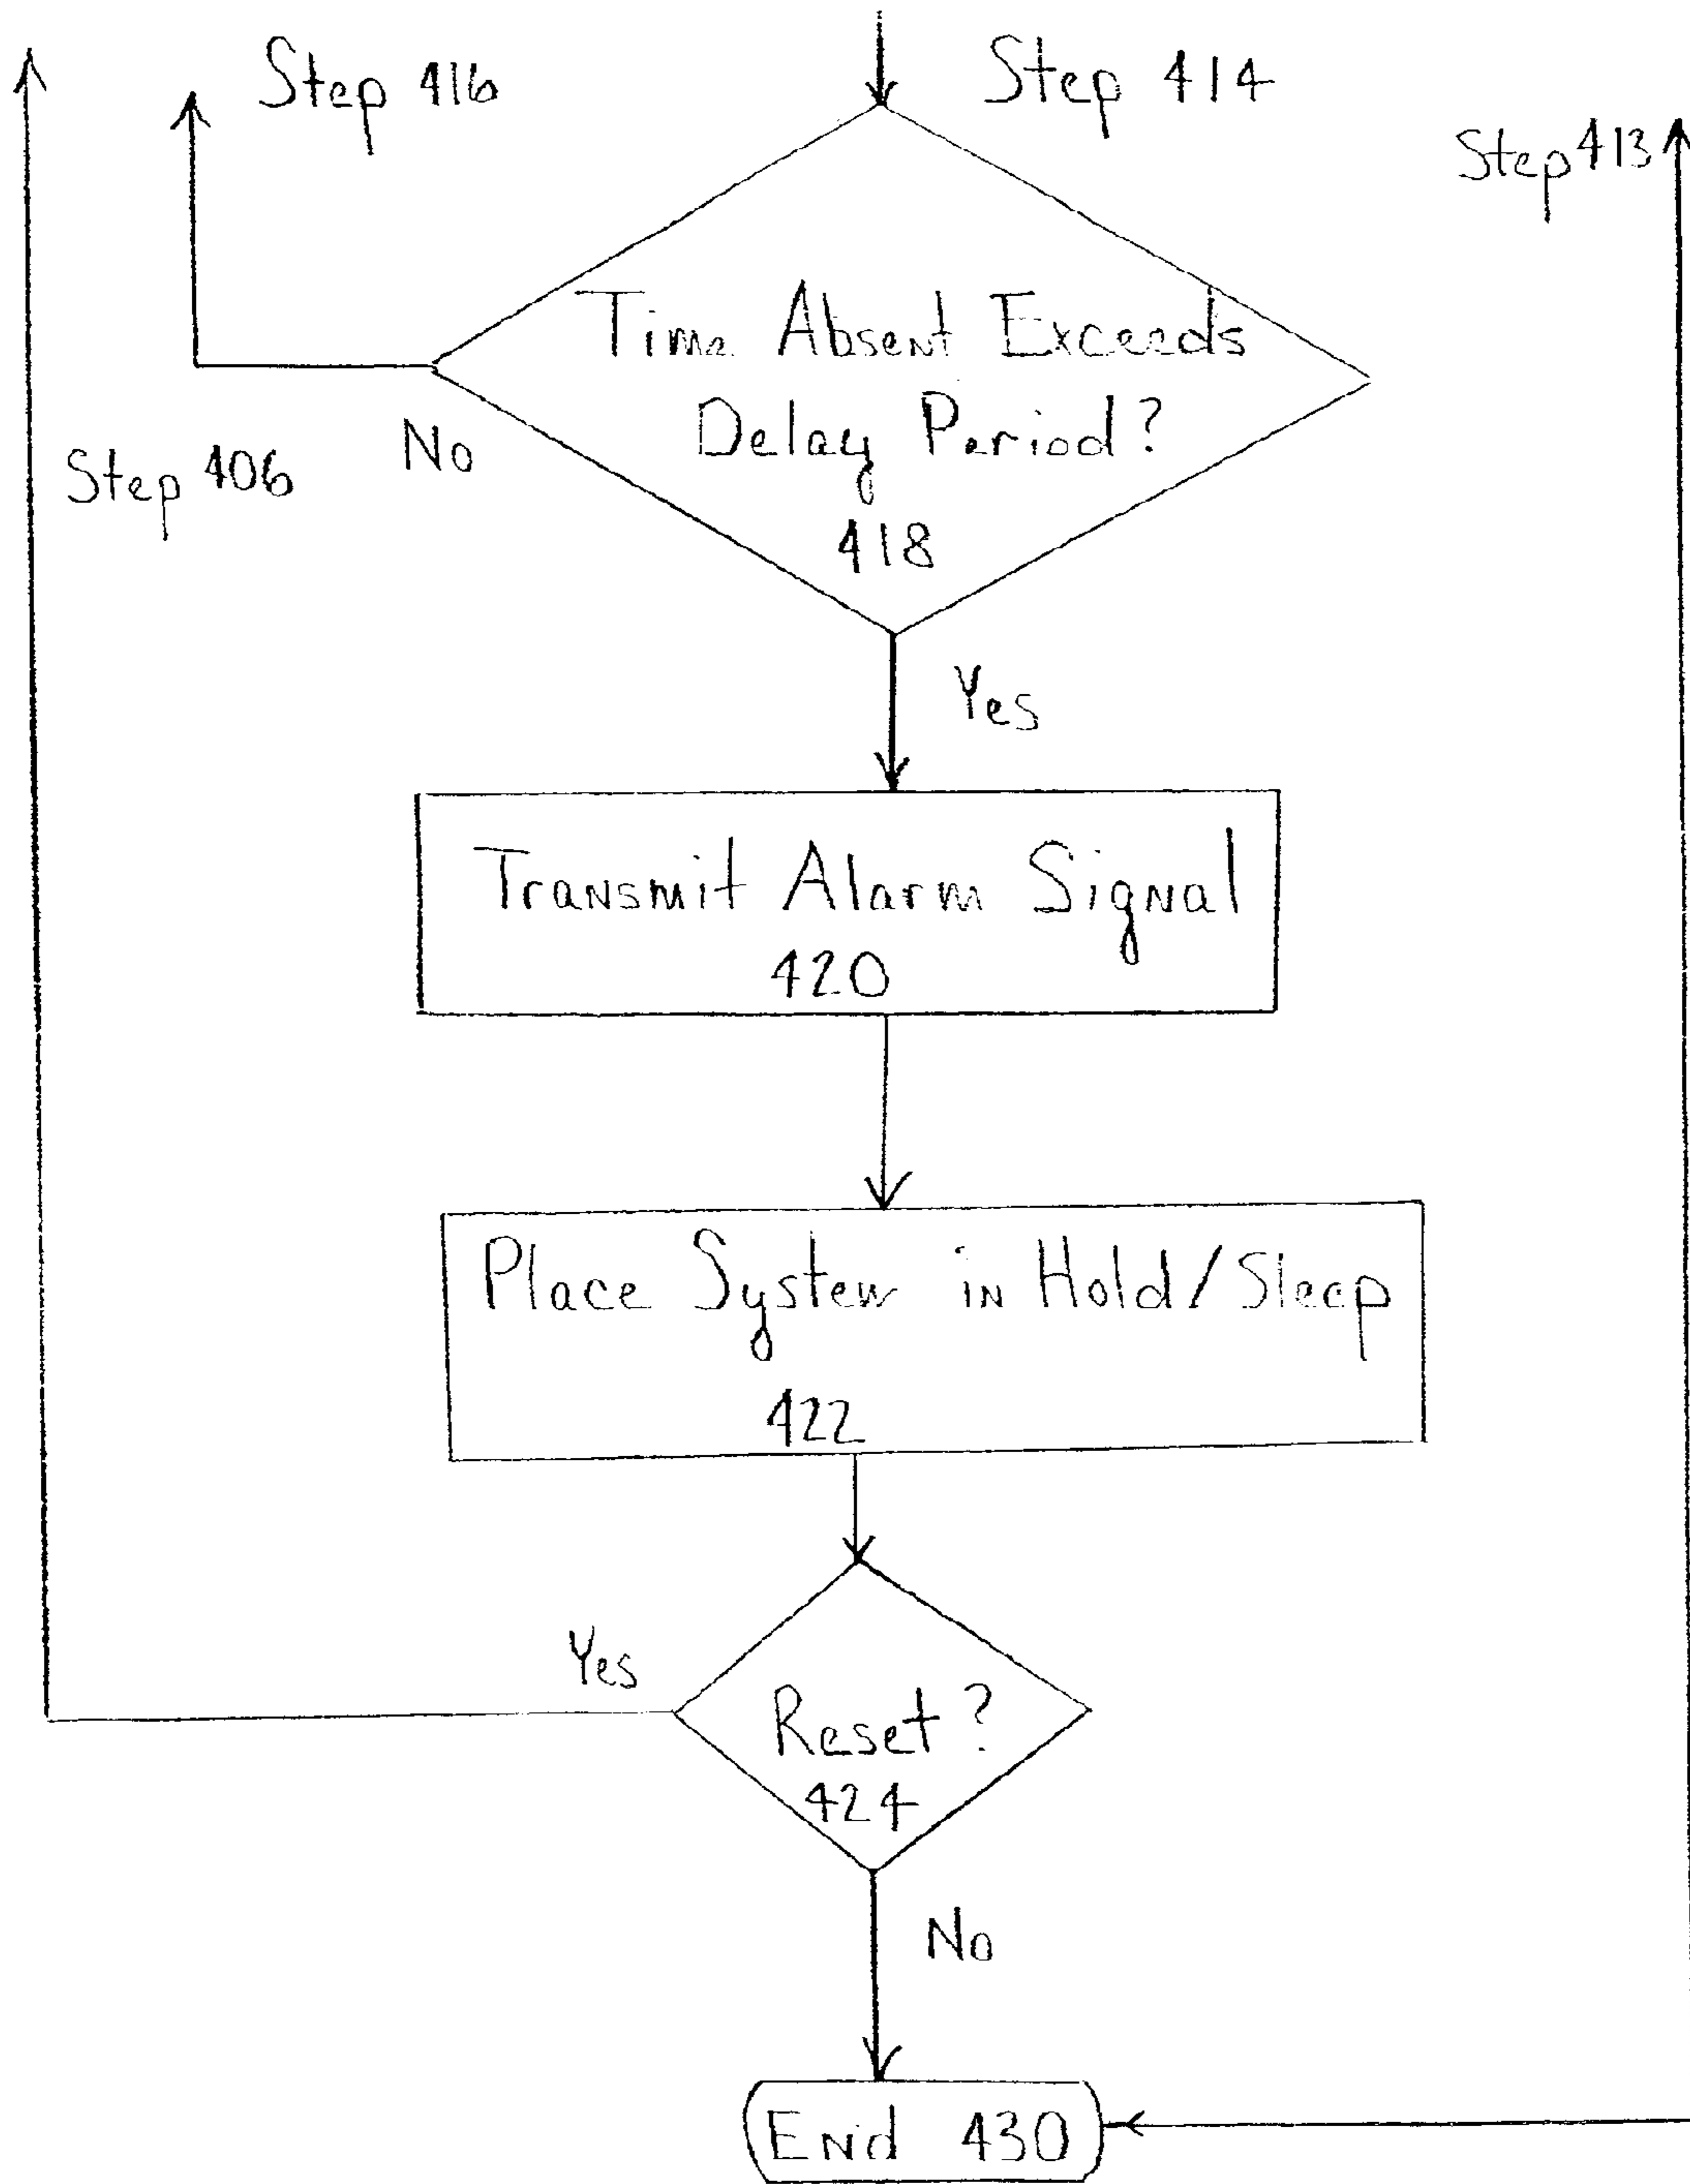 Step 416
Step 414
Step 413
Time Absent Exceeds
Delay Period?
418
No
Step 406
Yes
Transmit Alarm Signal
420
Place System in Hold/Sleep
422
Yes
Reset?
424
No
End 430